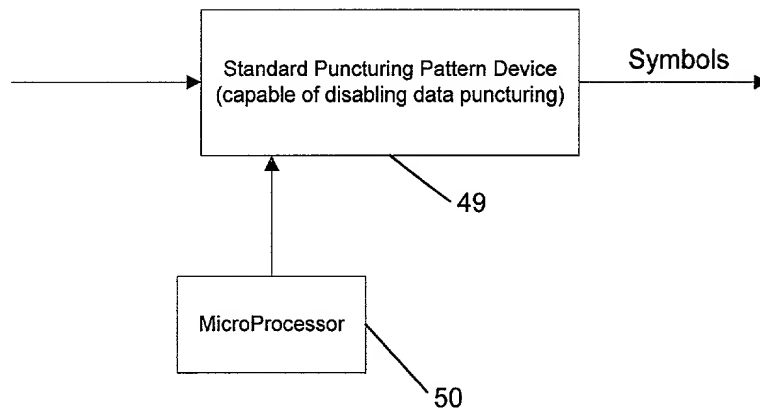 Standard Puncturing Pattern Device
(capable of disabling data puncturing)
Symbols
49
MicroProcessor
50